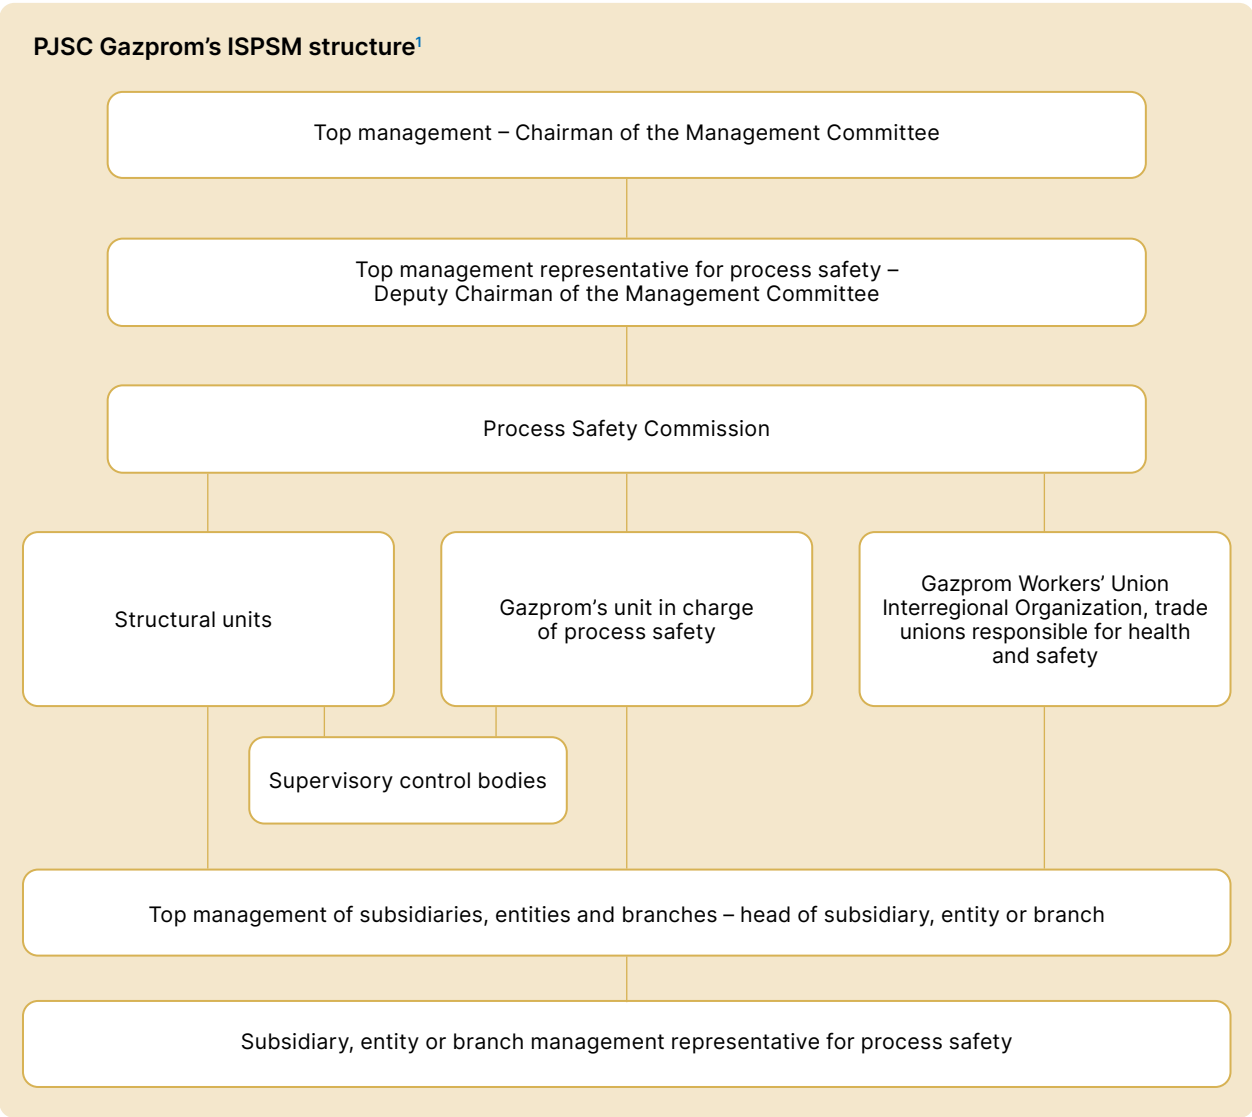 PJSC Gazprom’s ISPSM structure¹
Top management – Chairman of the Management Committee
Top management representative for process safety –
Deputy Chairman of the Management Committee
Process Safety Commission
Structural units
Gazprom’s unit in charge
of process safety
Gazprom Workers’ Union
Interregional Organization, trade
unions responsible for health
and safety
Supervisory control bodies
Top management of subsidiaries, entities and branches – head of subsidiary, entity or branch
Subsidiary, entity or branch management representative for process safety